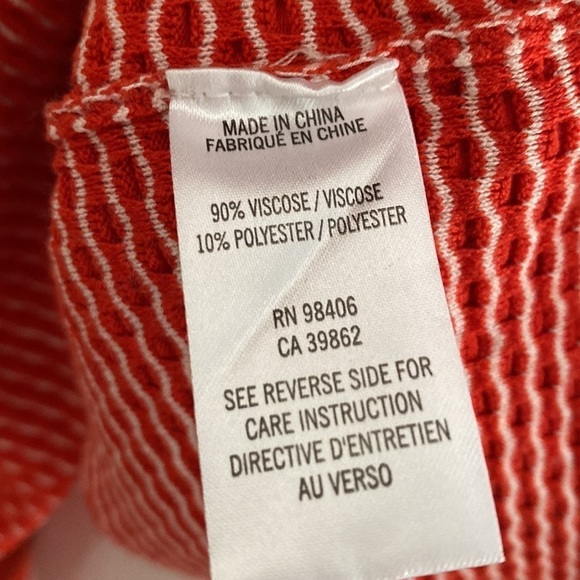 MADE IN CHINA
FABRIQUÉ EN CHINE
90% VISCOSE / VISCOSE
10% POLYESTER / POLYESTER
RN 98406
CA 39862
SEE REVERSE SIDE FOR
CARE INSTRUCTION
DIRECTIVE D'ENTRETIEN
AU VERSO